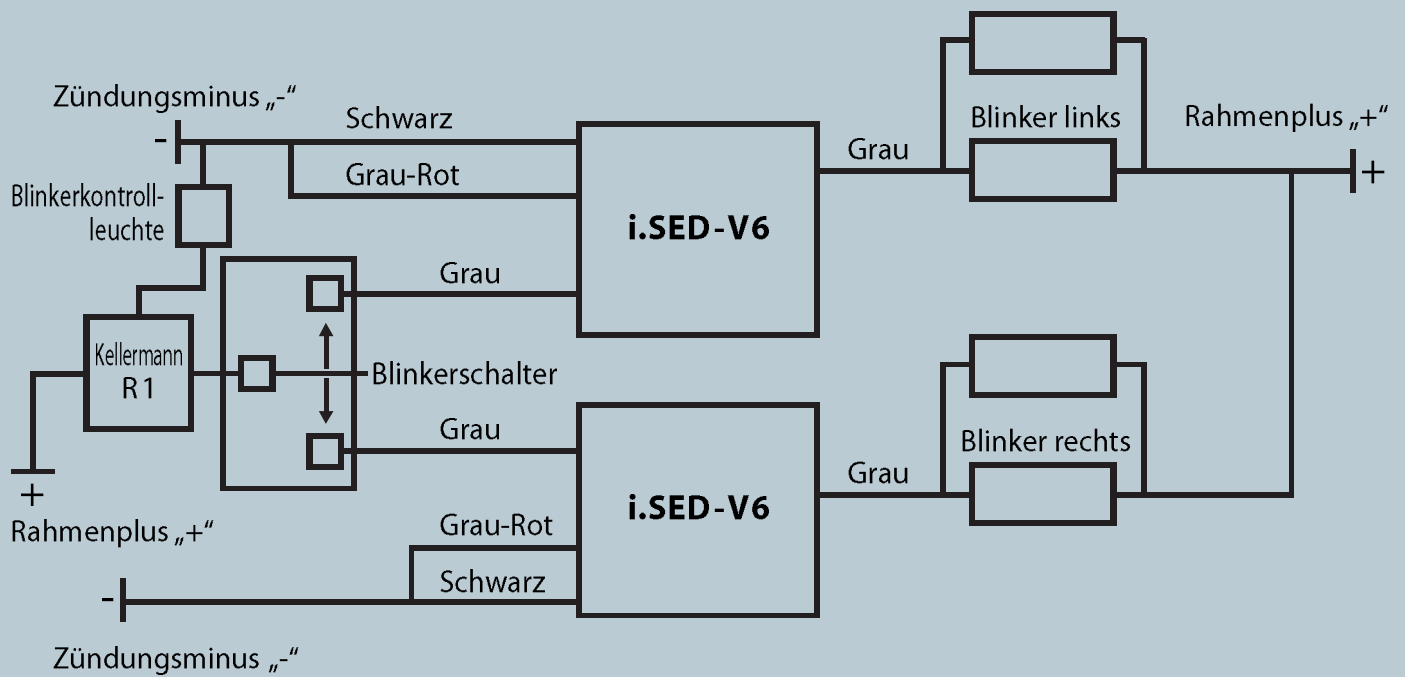 Zündungsminus „-“
-
Schwarz
Grau-Rot
Blinkerkontroll-
leuchte
i.SED-V6
Grau
Blinker links
Rahmenplus „+“
+
Grau
Kellermann
R1
Blinkerschalter
+
Rahmenplus „+“
Grau
Grau-Rot
Schwarz
i.SED-V6
Grau
Blinker rechts
-
Zündungsminus „-“